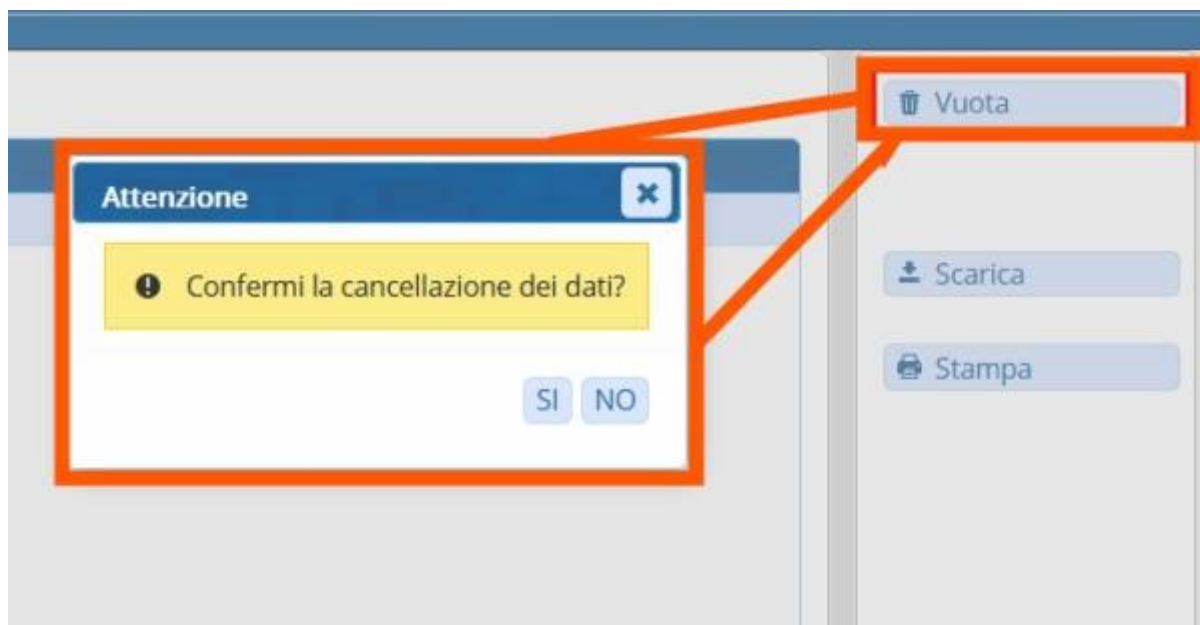 Vuota
Attenzione
Confermi la cancellazione dei dati?
SI NO
Scarica
Stampa